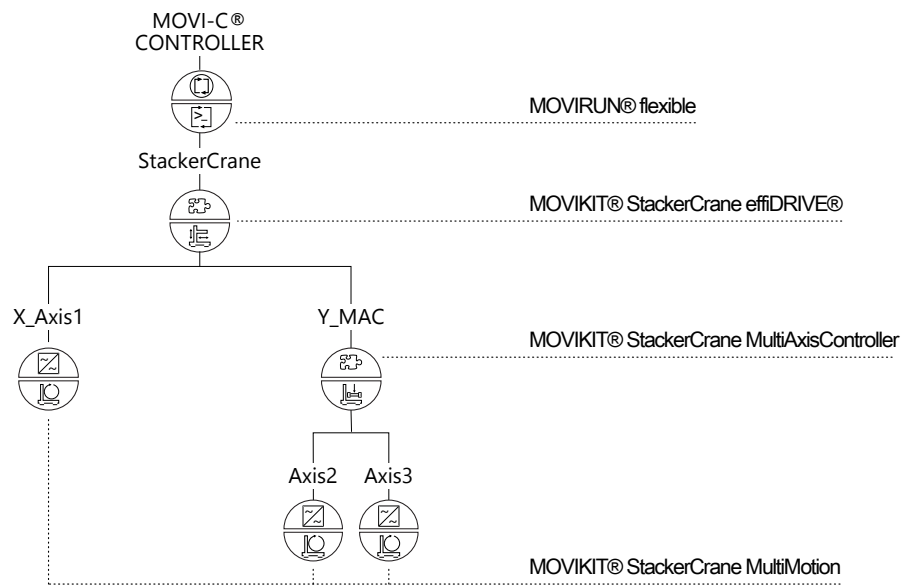 MOVI-C®
CONTROLLER
MOVIRUN® flexible
StackerCrane
MOVIKIT® StackerCrane effiDRIVE®
X_Axis1
Y_MAC
MOVIKIT® StackerCrane MultiAxisController
Axis2
Axis3
MOVIKIT® StackerCrane MultiMotion